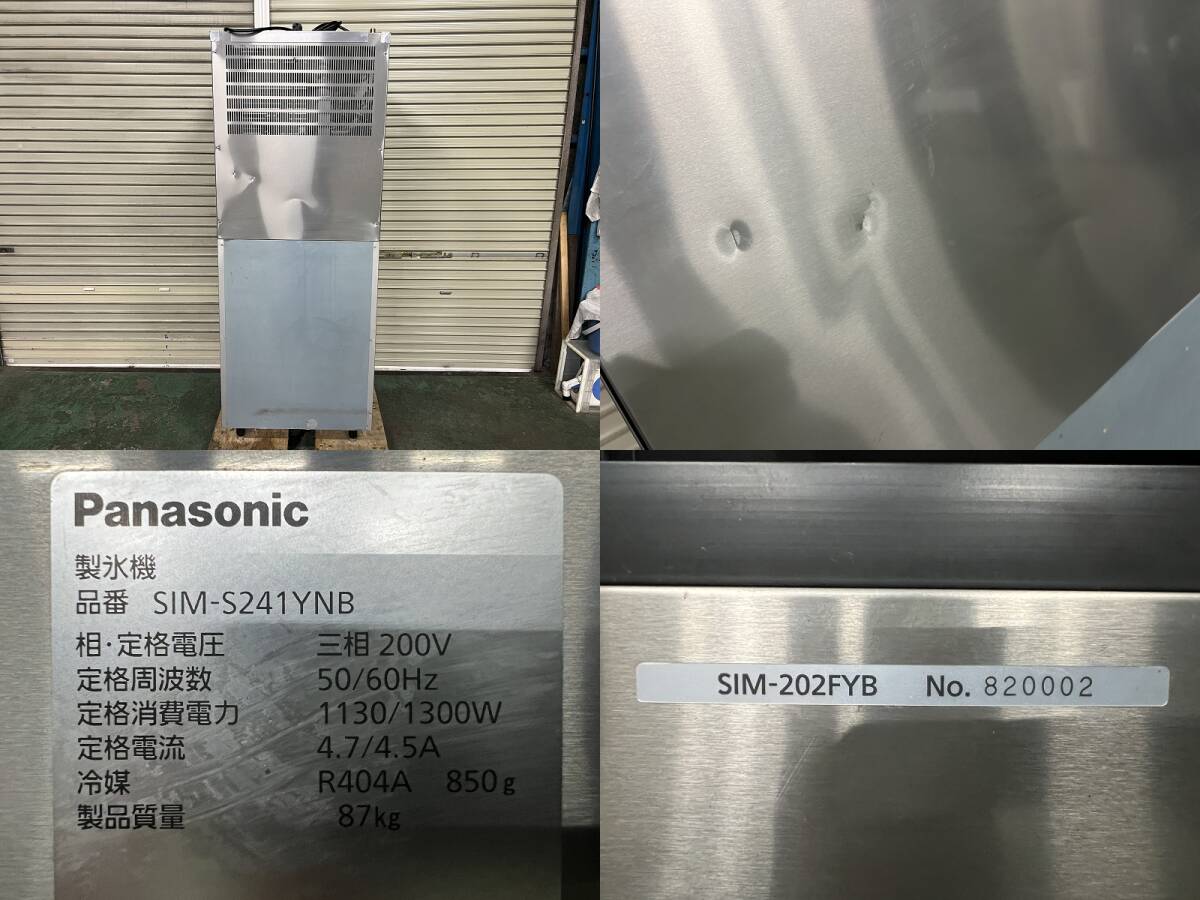 Panasonic
製氷機
品番 SIM-S241YNB
相・定格電圧 三相 200V
定格周波数 50/60Hz
定格消費電力 1130/1300W
定格電流 4.7/4.5A
冷媒 R404A 850g
製品質量 87kg
SIM-202FYB No. 820002